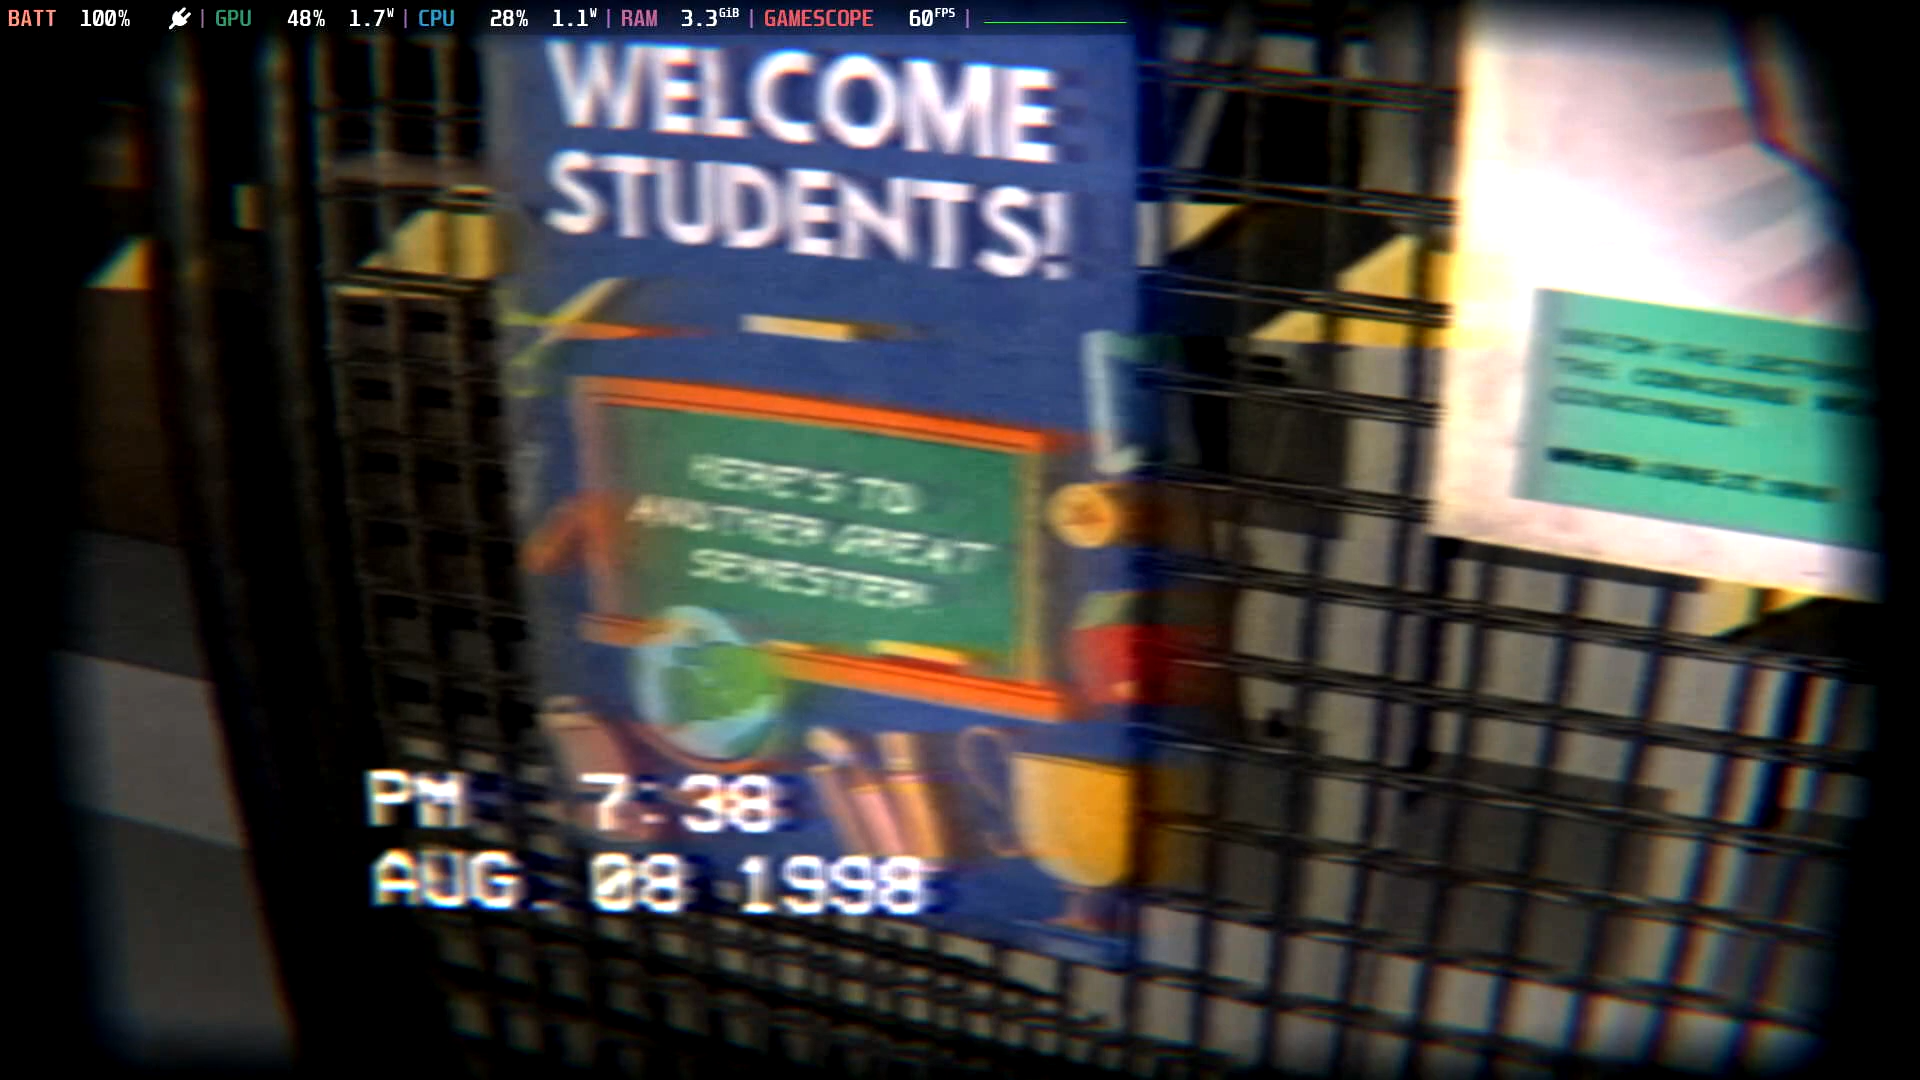 BATT 100% GPU 48% 1.7W CPU 28% 1.1W RAM 3.3GiB GAMESCOPE 60FPS
WELCOME
STUDENTS!
HERE'S TO
ANOTHER GREAT
SEMESTER!
PM 7:38
AUG. 08 1998